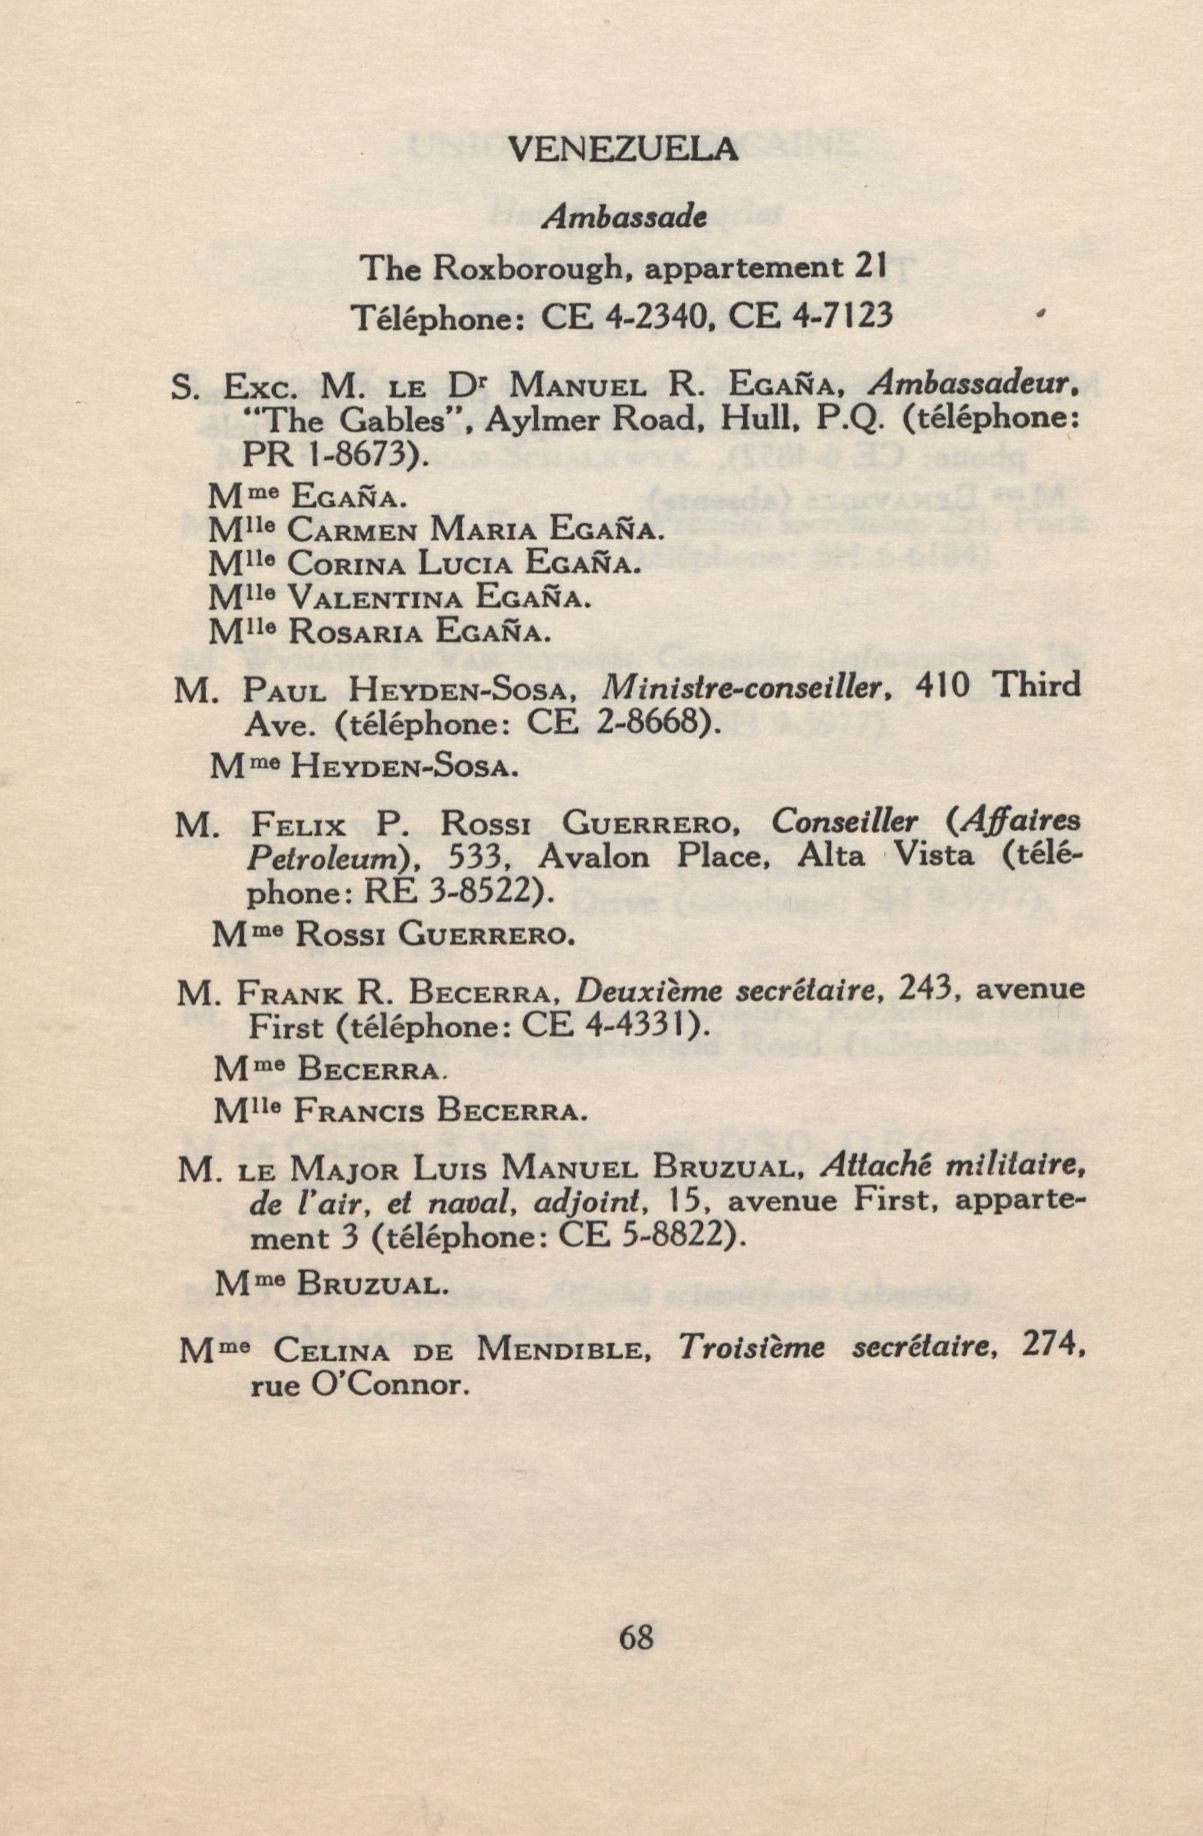 VENEZUELA
Ambassade
The Roxborough, appartement 21
Téléphone: CE 4-2340, CE 4-7123
S. Exc. M. le Dr Manuel R. Egaña, Ambassadeur,
“The Gables”, Aylmer Road, Hull, P.Q. (téléphone:
PR 1-8673).
Mme Egaña.
Mlle Carmen Maria Egaña.
Mlle Corina Lucia Egaña.
Mlle Valentina Egaña.
Mlle Rosaria Egaña.
M. Paul Heyden-Sosa, Ministre-conseiller, 410 Third
Ave. (téléphone: CE 2-8668).
Mme Heyden-Sosa.
M. Felix P. Rossi Guerrero, Conseiller (Affaires
Petroleum), 533, Avalon Place, Alta Vista (télé-
phone: RE 3-8522).
Mme Rossi Guerrero.
M. Frank R. Becerra, Deuxième secrétaire, 243, avenue
First (téléphone: CE 4-4331).
Mme Becerra.
Mlle Francis Becerra.
M. le Major Luis Manuel Bruzual, Attaché militaire,
de l'air, et naval, adjoint, 15, avenue First, apparte-
ment 3 (téléphone: CE 5-8822).
Mme Bruzual.
Mme Celina de Mendible, Troisième secrétaire, 274,
rue O'Connor.
68